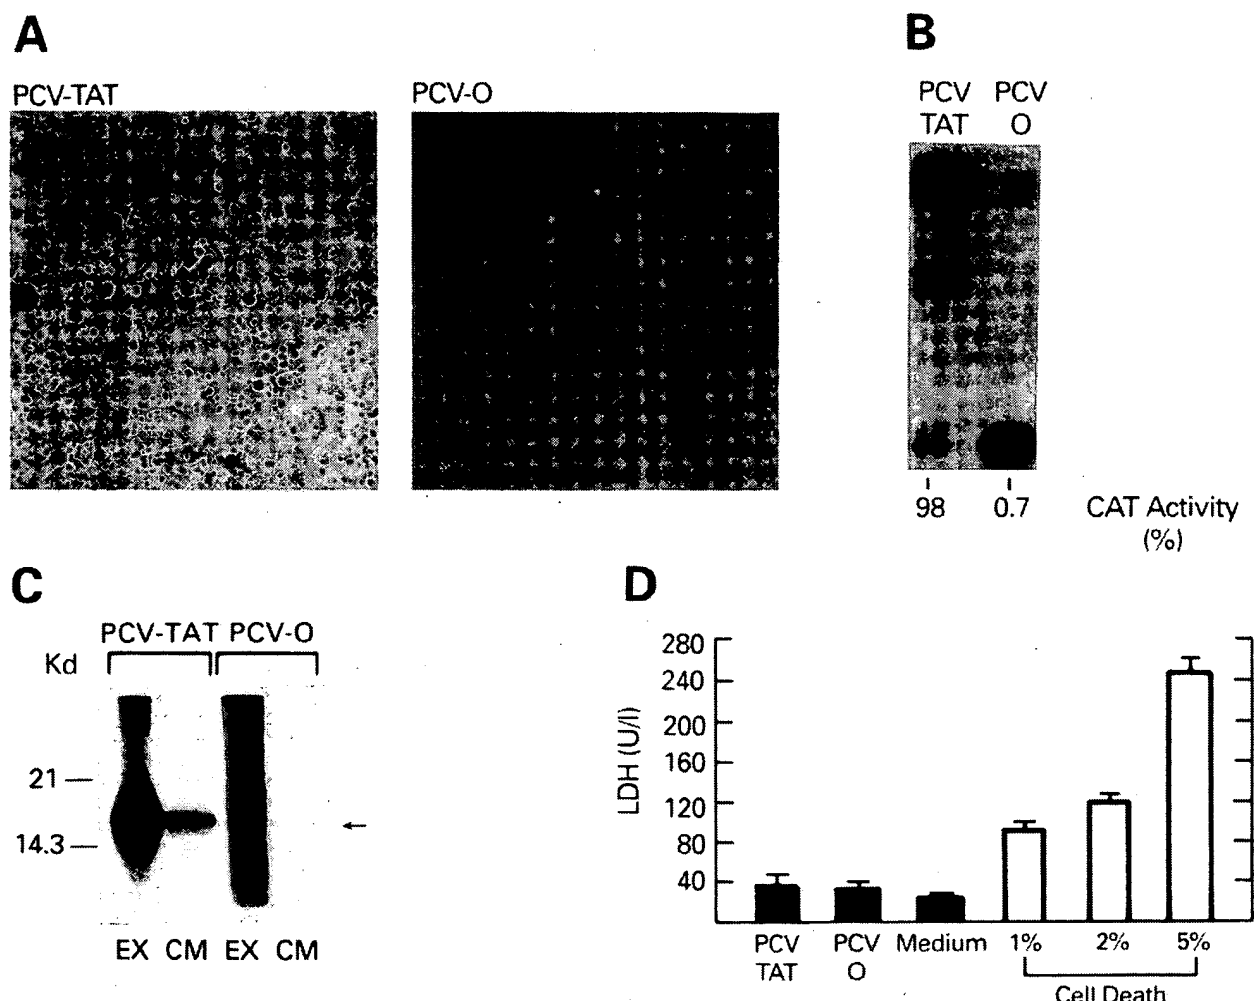 A
PCV-TAT
PCV-O
B
PCV PCV
TAT O
98 0.7 CAT Activity
(%)
C
PCV-TAT PCV-O
Kd
21
14.3
EX CM EX CM
D
LDH (U/l)
280
240
200
160
120
80
40
PCV PCV Medium 1% 2% 5%
TAT O
Cell Death